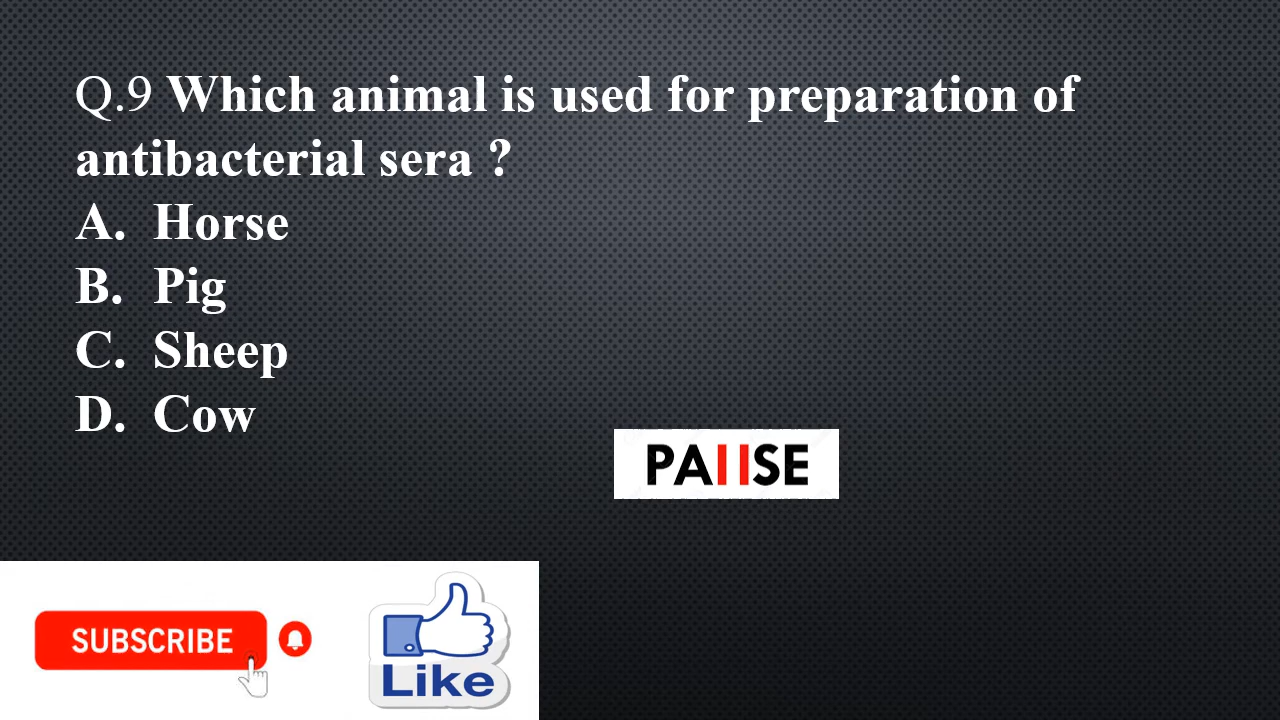 Q.9 Which animal is used for preparation of
antibacterial sera ?
A. Horse
B. Pig
C. Sheep
D. Cow
PAUSE
SUBSCRIBE
Like